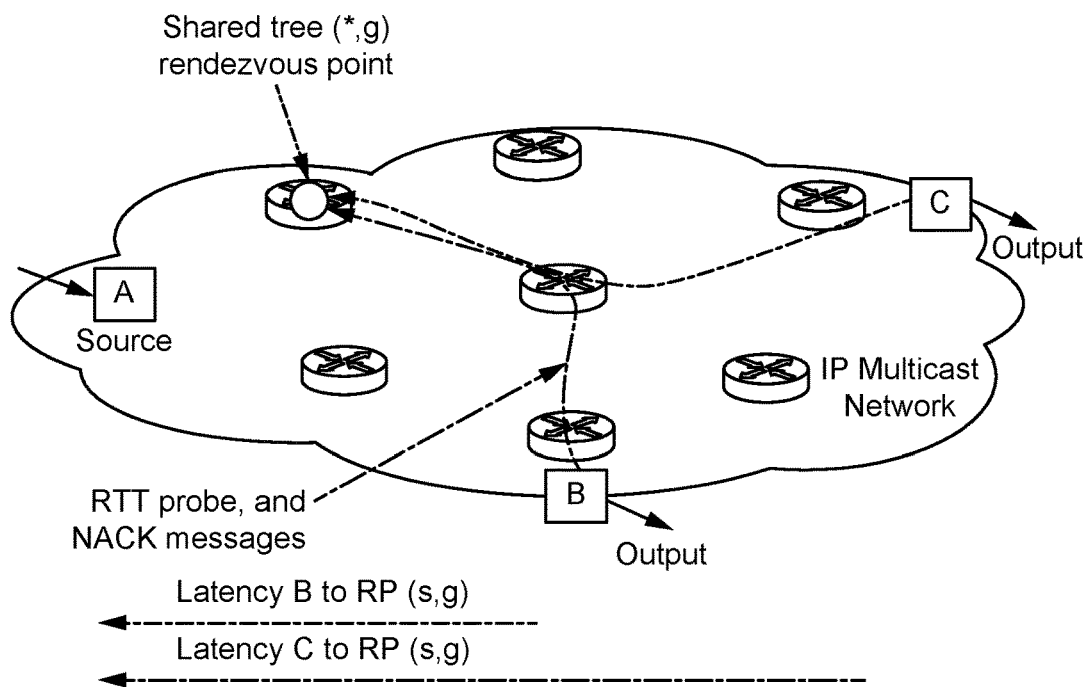 Shared tree (*,g)
rendezvous point
C
Output
A
Source
IP Multicast
Network
RTT probe, and
NACK messages
B
Output
Latency B to RP (s,g)
Latency C to RP (s,g)